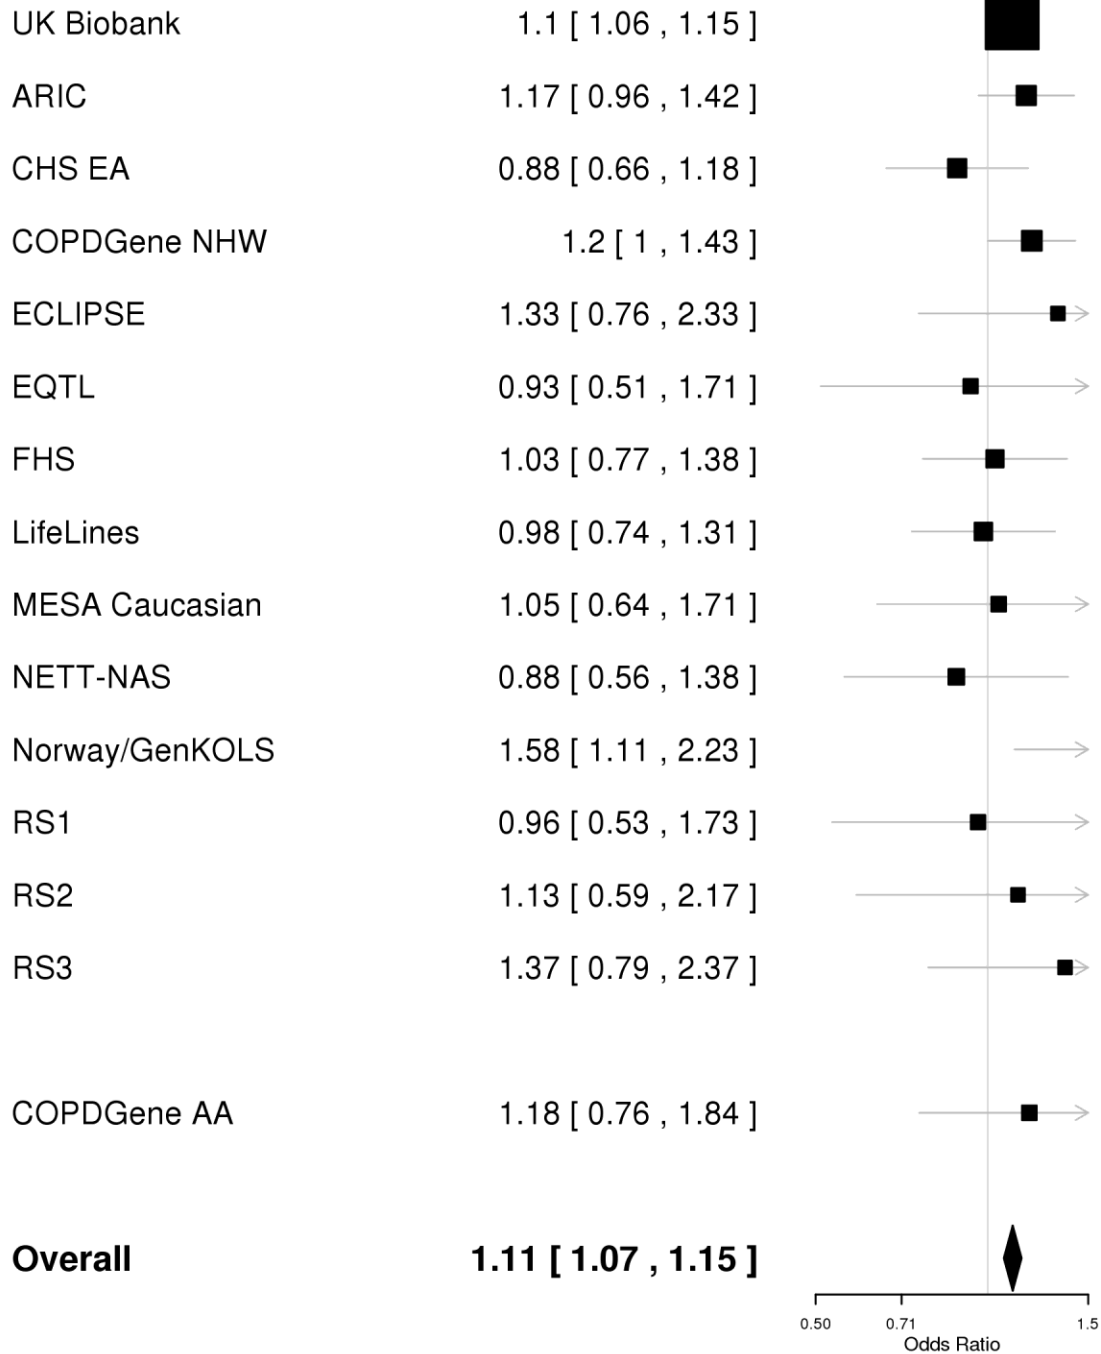 UK Biobank 1.1 [ 1.06 , 1.15 ]
ARIC 1.17 [ 0.96 , 1.42 ]
CHS EA 0.88 [ 0.66 , 1.18 ]
COPDGene NHW 1.2 [ 1 , 1.43 ]
ECLIPSE 1.33 [ 0.76 , 2.33 ]
EQTL 0.93 [ 0.51 , 1.71 ]
FHS 1.03 [ 0.77 , 1.38 ]
LifeLines 0.98 [ 0.74 , 1.31 ]
MESA Caucasian 1.05 [ 0.64 , 1.71 ]
NETT-NAS 0.88 [ 0.56 , 1.38 ]
Norway/GenKOLS 1.58 [ 1.11 , 2.23 ]
RS1 0.96 [ 0.53 , 1.73 ]
RS2 1.13 [ 0.59 , 2.17 ]
RS3 1.37 [ 0.79 , 2.37 ]
COPDGene AA 1.18 [ 0.76 , 1.84 ]
Overall 1.11 [ 1.07 , 1.15 ]
0.50 0.71 1.5
Odds Ratio